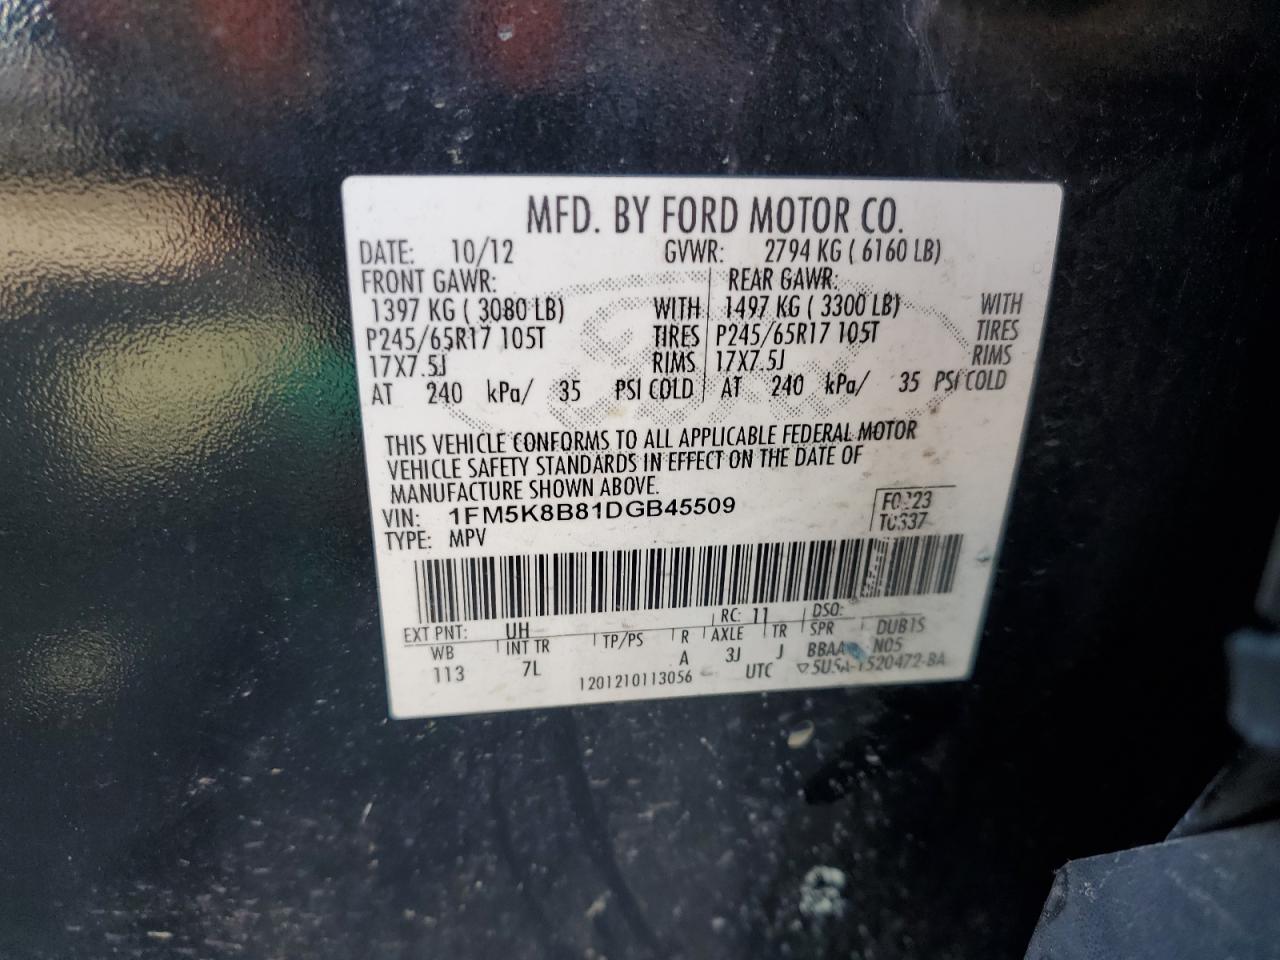 MFD. BY FORD MOTOR CO.
DATE: 10/12 GVWR: 2794 KG ( 6160 LB)
FRONT GAWR: REAR GAWR:
1397 KG ( 3080 LB) WITH 1497 KG ( 3300 LB) WITH
P245/65R17 105T TIRES P245/65R17 105T TIRES
17X7.5J RIMS 17X7.5J RIMS
AT 240 kPa/ 35 PSI COLD AT 240 kPa/ 35 PSI COLD
THIS VEHICLE CONFORMS TO ALL APPLICABLE FEDERAL MOTOR
VEHICLE SAFETY STANDARDS IN EFFECT ON THE DATE OF
MANUFACTURE SHOWN ABOVE.
VIN: 1FM5K8B81DGB45509
TYPE: MPV
EXT PNT: UH RC: 11 DSO:
WB INT TR TP/PS R AXLE TR SPR DUB1S
113 7L A 3J J BBAA N05
1201210113056 UTC